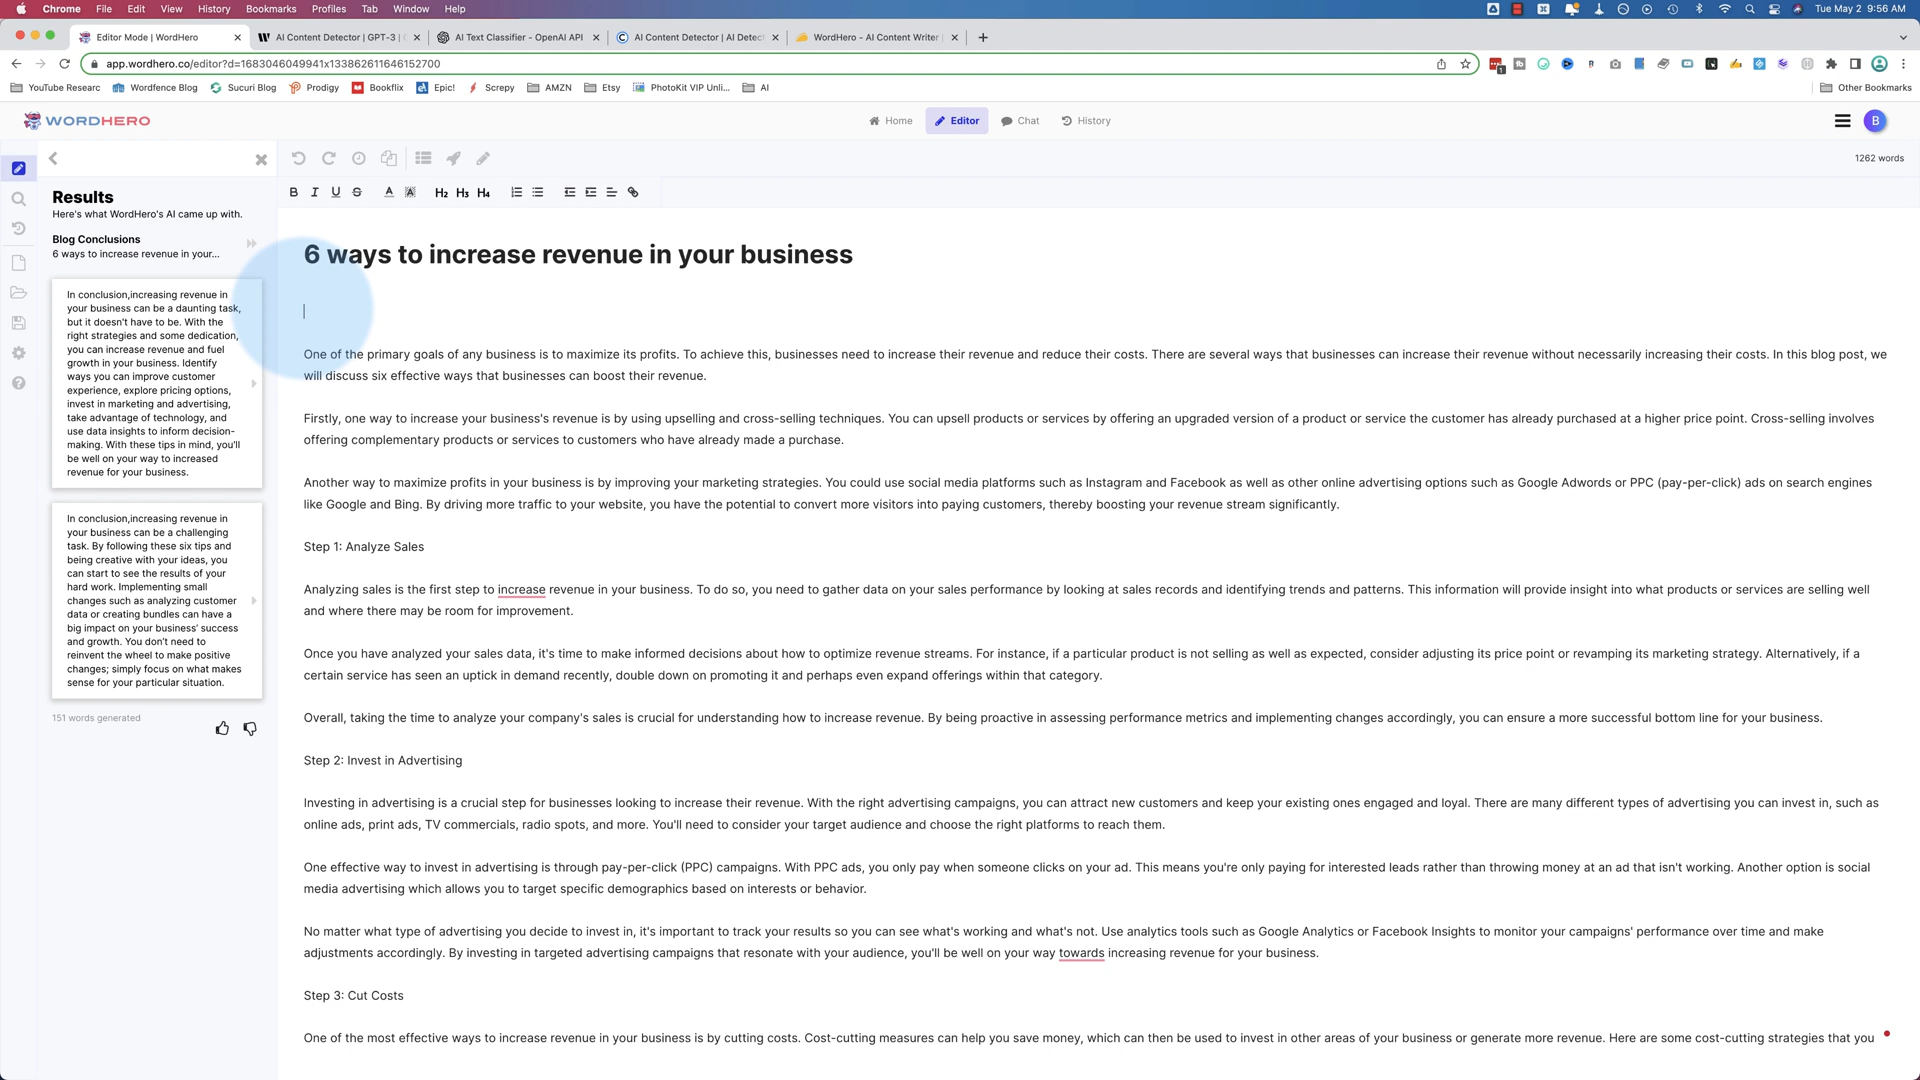 Chrome File Edit View History Bookmarks Profiles Tab Window Help
Tue May 2 9:56 AM
Editor Mode | WordHero
AI Content Detector | GPT-3 |
AI Text Classifier - OpenAI API
AI Content Detector | AI Detect
WordHero - AI Content Writer
app.wordhero.co/editor?d=1683046049941x133862611646152700
YouTube Researc Wordfence Blog Sucuri Blog Prodigy Bookflix Epic! Screpy AMZN Etsy PhotoKit VIP Unli... AI Other Bookmarks
WORDHERO
Home Editor Chat History
B
1262 words
B I U S A A H2 H3 H4
Results
Here's what WordHero's AI came up with.
Blog Conclusions
6 ways to increase revenue in your...
In conclusion,increasing revenue in
your business can be a daunting task,
but it doesn't have to be. With the
right strategies and some dedication,
you can increase revenue and fuel
growth in your business. Identify
ways you can improve customer
experience, explore pricing options,
invest in marketing and advertising,
take advantage of technology, and
use data insights to inform decision-
making. With these tips in mind, you'll
be well on your way to increased
revenue for your business.
In conclusion,increasing revenue in
your business can be a challenging
task. By following these six tips and
being creative with your ideas, you
can start to see the results of your
hard work. Implementing small
changes such as analyzing customer
data or creating bundles can have a
big impact on your business' success
and growth. You don't need to
reinvent the wheel to make positive
changes; simply focus on what makes
sense for your particular situation.
151 words generated
6 ways to increase revenue in your business
One of the primary goals of any business is to maximize its profits. To achieve this, businesses need to increase their revenue and reduce their costs. There are several ways that businesses can increase their revenue without necessarily increasing their costs. In this blog post, we
will discuss six effective ways that businesses can boost their revenue.
Firstly, one way to increase your business's revenue is by using upselling and cross-selling techniques. You can upsell products or services by offering an upgraded version of a product or service the customer has already purchased at a higher price point. Cross-selling involves
offering complementary products or services to customers who have already made a purchase.
Another way to maximize profits in your business is by improving your marketing strategies. You could use social media platforms such as Instagram and Facebook as well as other online advertising options such as Google Adwords or PPC (pay-per-click) ads on search engines
like Google and Bing. By driving more traffic to your website, you have the potential to convert more visitors into paying customers, thereby boosting your revenue stream significantly.
Step 1: Analyze Sales
Analyzing sales is the first step to increase revenue in your business. To do so, you need to gather data on your sales performance by looking at sales records and identifying trends and patterns. This information will provide insight into what products or services are selling well
and where there may be room for improvement.
Once you have analyzed your sales data, it's time to make informed decisions about how to optimize revenue streams. For instance, if a particular product is not selling as well as expected, consider adjusting its price point or revamping its marketing strategy. Alternatively, if a
certain service has seen an uptick in demand recently, double down on promoting it and perhaps even expand offerings within that category.
Overall, taking the time to analyze your company's sales is crucial for understanding how to increase revenue. By being proactive in assessing performance metrics and implementing changes accordingly, you can ensure a more successful bottom line for your business.
Step 2: Invest in Advertising
Investing in advertising is a crucial step for businesses looking to increase their revenue. With the right advertising campaigns, you can attract new customers and keep your existing ones engaged and loyal. There are many different types of advertising you can invest in, such as
online ads, print ads, TV commercials, radio spots, and more. You'll need to consider your target audience and choose the right platforms to reach them.
One effective way to invest in advertising is through pay-per-click (PPC) campaigns. With PPC ads, you only pay when someone clicks on your ad. This means you're only paying for interested leads rather than throwing money at an ad that isn't working. Another option is social
media advertising which allows you to target specific demographics based on interests or behavior.
No matter what type of advertising you decide to invest in, it's important to track your results so you can see what's working and what's not. Use analytics tools such as Google Analytics or Facebook Insights to monitor your campaigns' performance over time and make
adjustments accordingly. By investing in targeted advertising campaigns that resonate with your audience, you'll be well on your way towards increasing revenue for your business.
Step 3: Cut Costs
One of the most effective ways to increase revenue in your business is by cutting costs. Cost-cutting measures can help you save money, which can then be used to invest in other areas of your business or generate more revenue. Here are some cost-cutting strategies that you